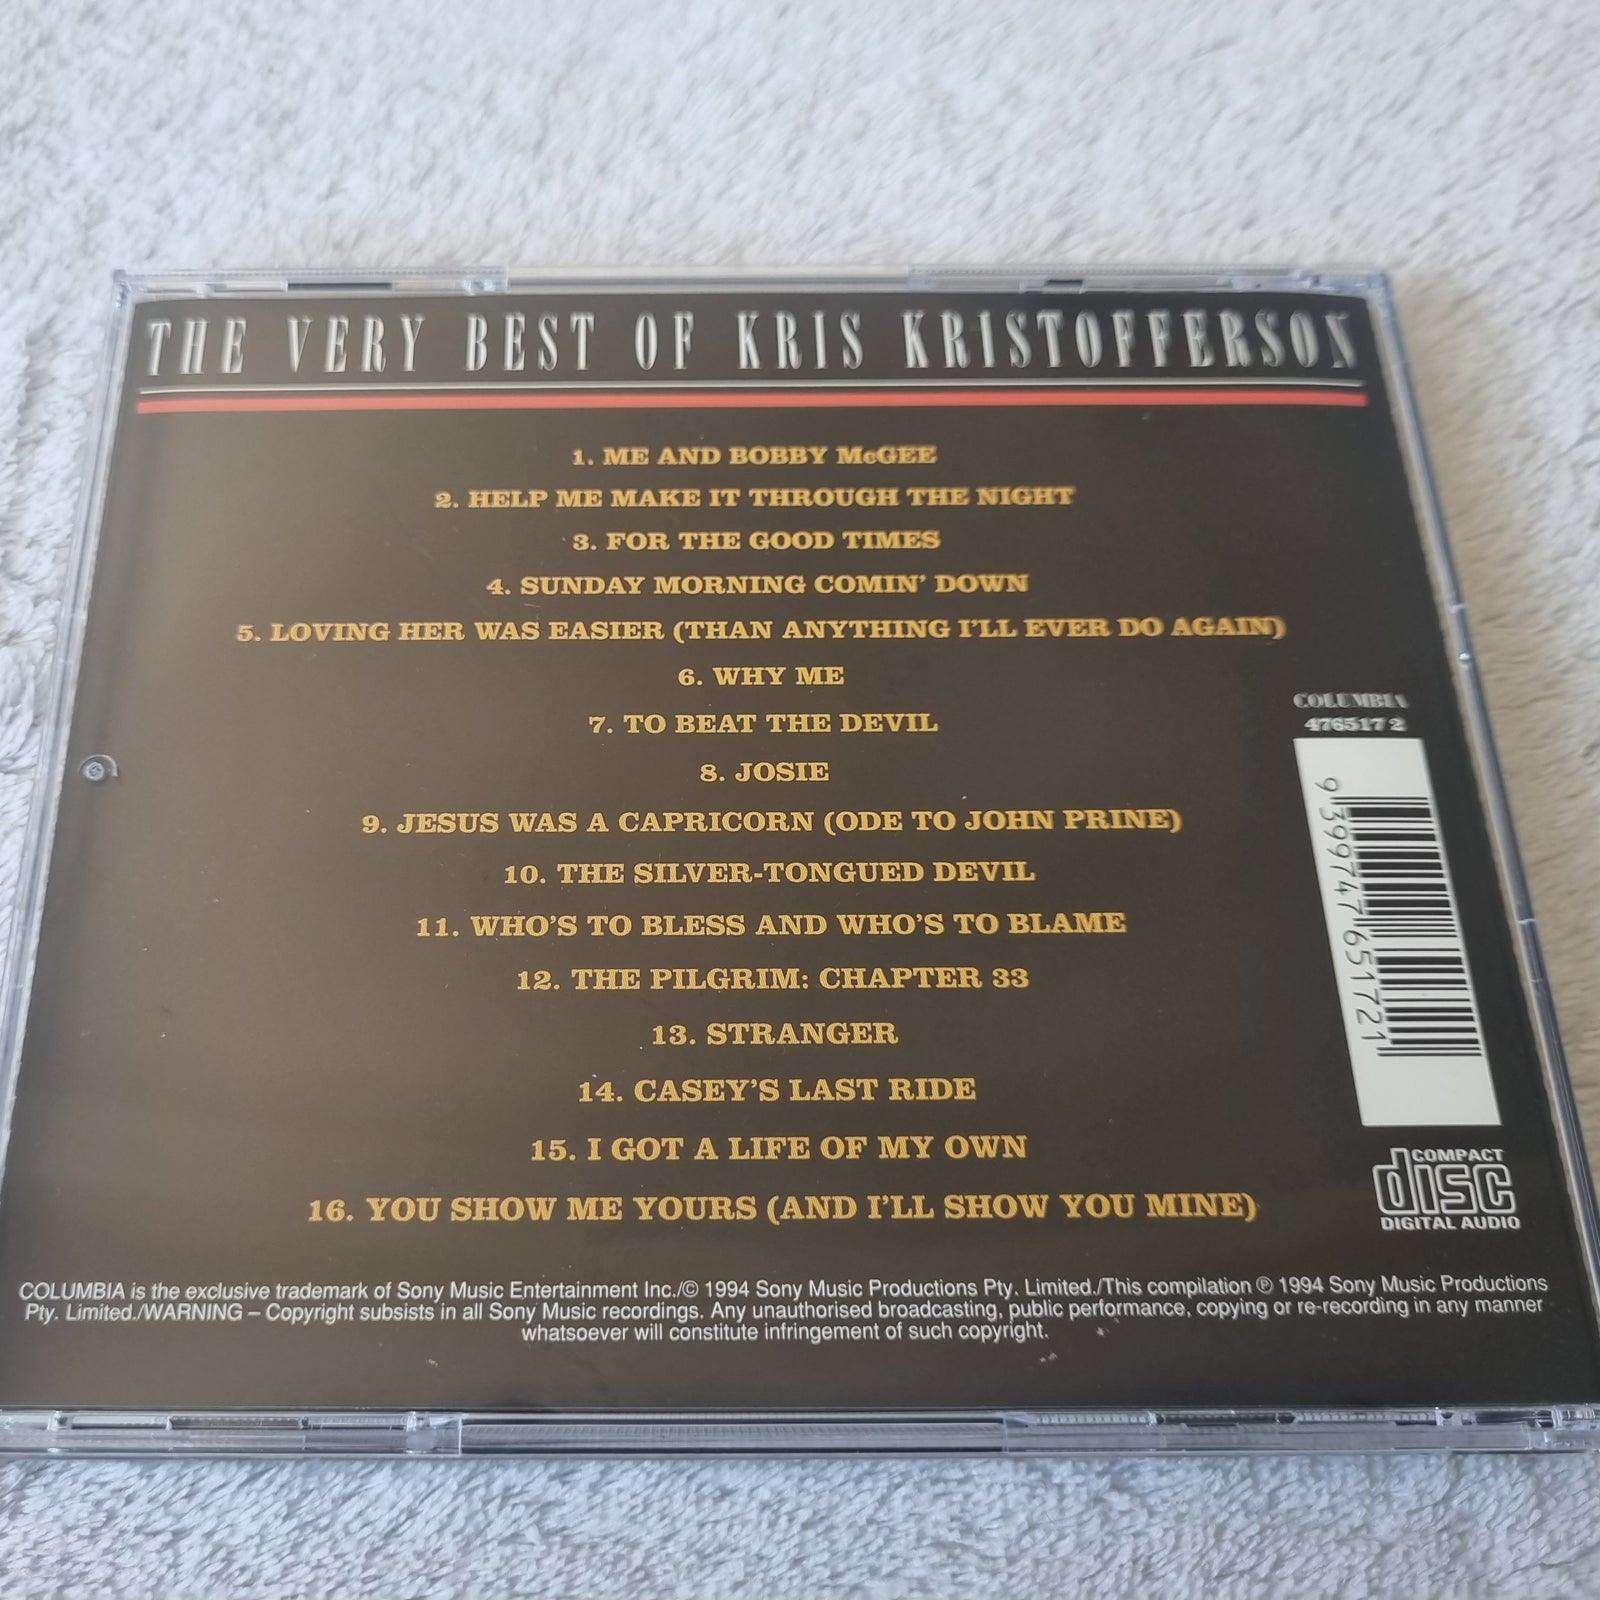 THE VERY BEST OF KRIS KRISTOFFERSON
1. ME AND BOBBY McGEE
2. HELP ME MAKE IT THROUGH THE NIGHT
3. FOR THE GOOD TIMES
4. SUNDAY MORNING COMIN' DOWN
5. LOVING HER WAS EASIER (THAN ANYTHING I'LL EVER DO AGAIN)
6. WHY ME
7. TO BEAT THE DEVIL
8. JOSIE
9. JESUS WAS A CAPRICORN (ODE TO JOHN PRINE)
10. THE SILVER-TONGUED DEVIL
11. WHO'S TO BLESS AND WHO'S TO BLAME
12. THE PILGRIM: CHAPTER 33
13. STRANGER
14. CASEY'S LAST RIDE
15. I GOT A LIFE OF MY OWN
16. YOU SHOW ME YOURS (AND I'LL SHOW YOU MINE)
COLUMBIA
476517 2
9 399747 651721
COMPACT
disc
DIGITAL AUDIO
COLUMBIA is the exclusive trademark of Sony Music Entertainment Inc./© 1994 Sony Music Productions Pty. Limited./This compilation ℗ 1994 Sony Music Productions
Pty. Limited./WARNING – Copyright subsists in all Sony Music recordings. Any unauthorised broadcasting, public performance, copying or re-recording in any manner
whatsoever will constitute infringement of such copyright.